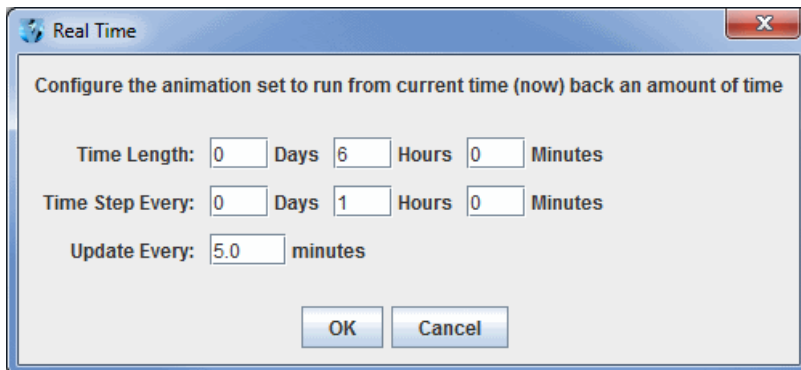 Real Time
Configure the animation set to run from current time (now) back an amount of time
Time Length: 0 Days 6 Hours 0 Minutes
Time Step Every: 0 Days 1 Hours 0 Minutes
Update Every: 5.0 minutes
OK Cancel